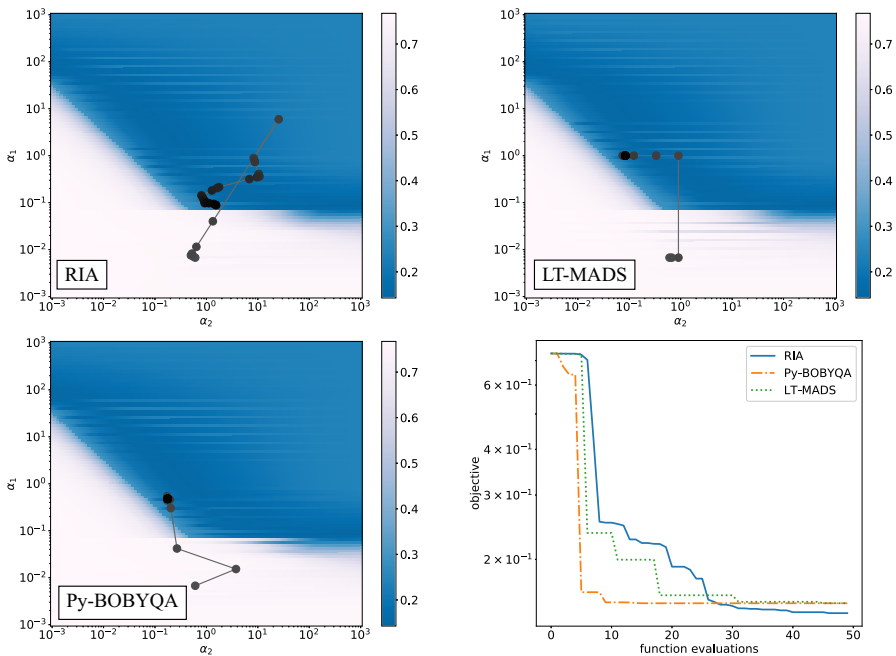 10³
10²
10¹
10⁰
10⁻¹
10⁻²
10⁻³
α₁
RIA
10⁻³ 10⁻² 10⁻¹ 10⁰ 10¹ 10² 10³
α₂
0.7
0.6
0.5
0.4
0.3
0.2
10³
10²
10¹
10⁰
10⁻¹
10⁻²
10⁻³
α₁
LT-MADS
10⁻³ 10⁻² 10⁻¹ 10⁰ 10¹ 10² 10³
α₂
0.7
0.6
0.5
0.4
0.3
0.2
10³
10²
10¹
10⁰
10⁻¹
10⁻²
10⁻³
α₁
Py-BOBYQA
10⁻³ 10⁻² 10⁻¹ 10⁰ 10¹ 10² 10³
α₂
0.7
0.6
0.5
0.4
0.3
0.2
6 × 10⁻¹
4 × 10⁻¹
3 × 10⁻¹
2 × 10⁻¹
objective
RIA
Py-BOBYQA
LT-MADS
0 10 20 30 40 50
function evaluations